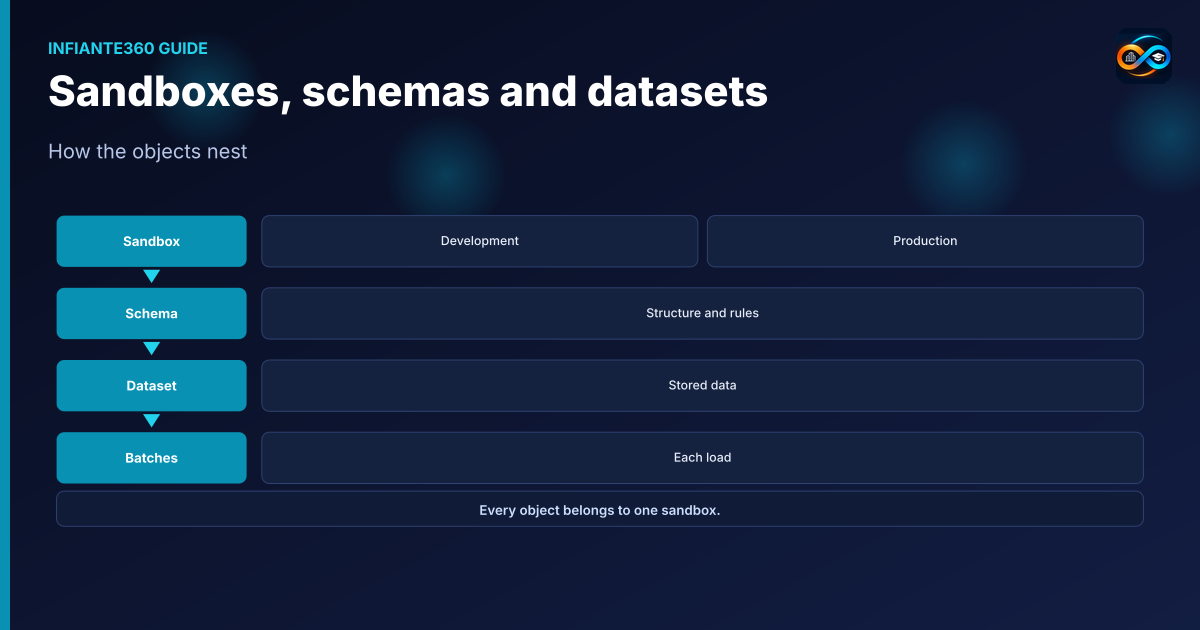 INFIANTE360 GUIDE
Sandboxes, schemas and datasets
How the objects nest
Sandbox
Development
Production
Schema
Structure and rules
Dataset
Stored data
Batches
Each load
Every object belongs to one sandbox.